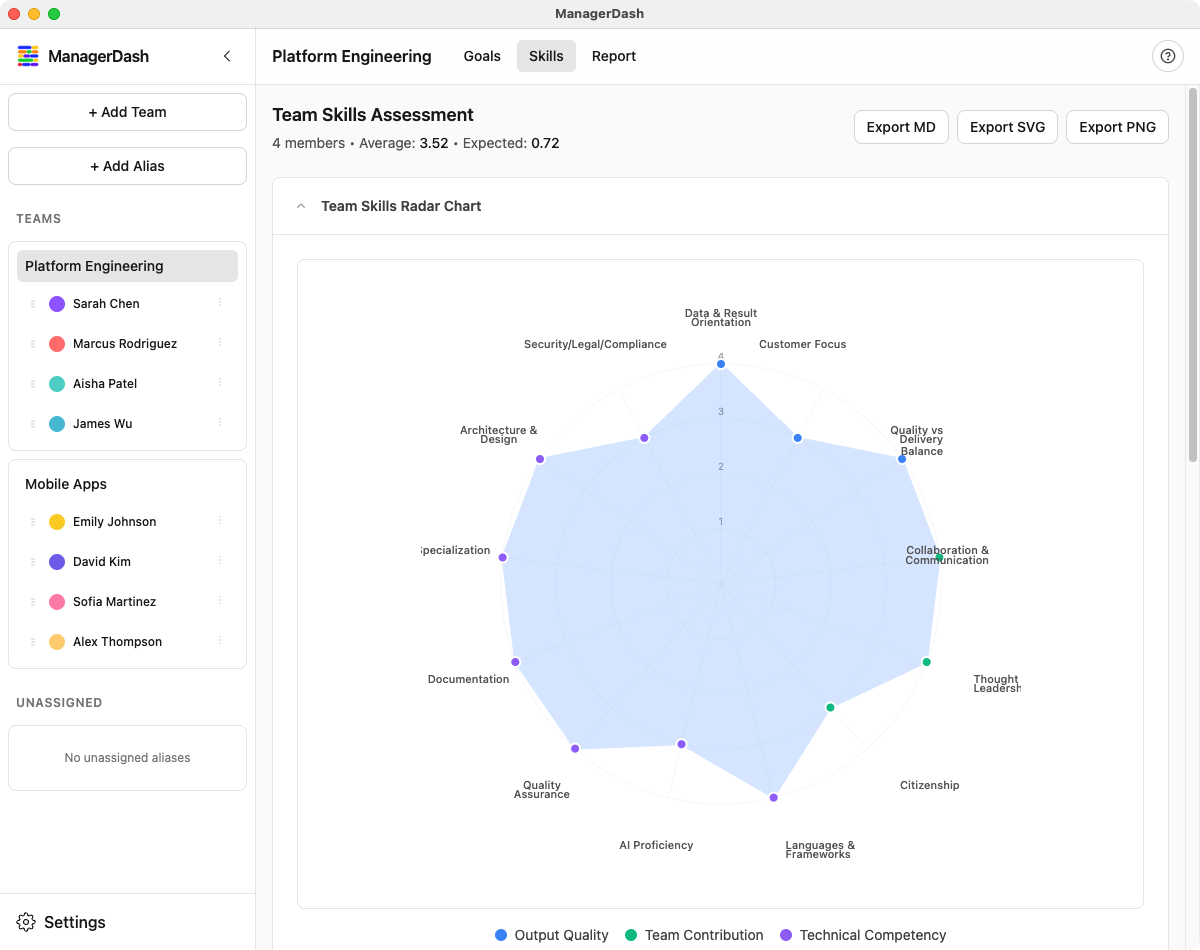 ManagerDash
ManagerDash
Platform Engineering
Goals
Skills
Report
+ Add Team
+ Add Alias
TEAMS
Platform Engineering
Sarah Chen
Marcus Rodriguez
Aisha Patel
James Wu
Mobile Apps
Emily Johnson
David Kim
Sofia Martinez
Alex Thompson
UNASSIGNED
No unassigned aliases
Settings
Team Skills Assessment
4 members • Average: 3.52 • Expected: 0.72
Export MD
Export SVG
Export PNG
Team Skills Radar Chart
Data & Result
Orientation
Security/Legal/Compliance
Customer Focus
4
3
2
1
Architecture &
Design
Quality vs
Delivery
Balance
pecialization
Collaboration &
Communication
Documentation
Thought
Leadersh
Quality
Assurance
Citizenship
AI Proficiency
Languages &
Frameworks
Output Quality
Team Contribution
Technical Competency